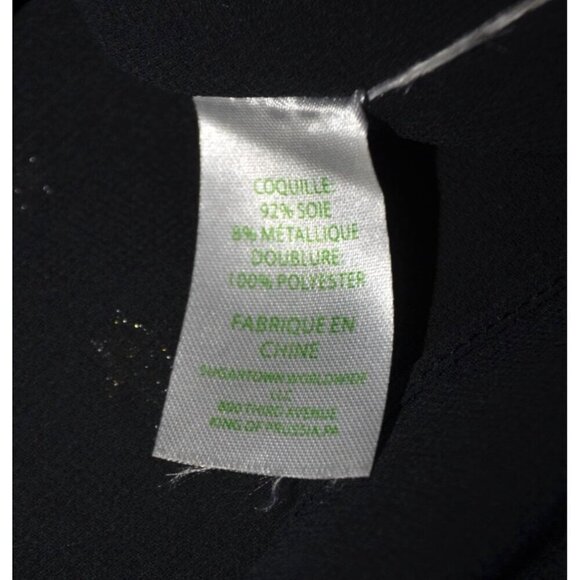 COQUILLE:
92% SOIE
8% MÉTALLIQUE
DOUBLURE:
100% POLYESTER
FABRIQUE EN
CHINE
SUGARTOWN WORLDWIDE
LLC
800 THIRD AVENUE
KING OF PRUSSIA, PA